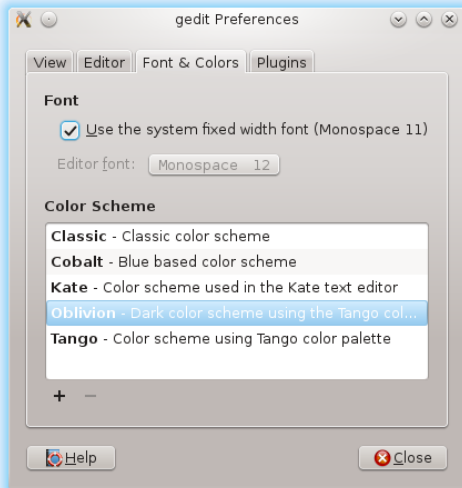 gedit Preferences
View Editor Font & Colors Plugins
Font
Use the system fixed width font (Monospace 11)
Editor font: Monospace 12
Color Scheme
Classic - Classic color scheme
Cobalt - Blue based color scheme
Kate - Color scheme used in the Kate text editor
Oblivion - Dark color scheme using the Tango col...
Tango - Color scheme using Tango color palette
+ −
Help Close